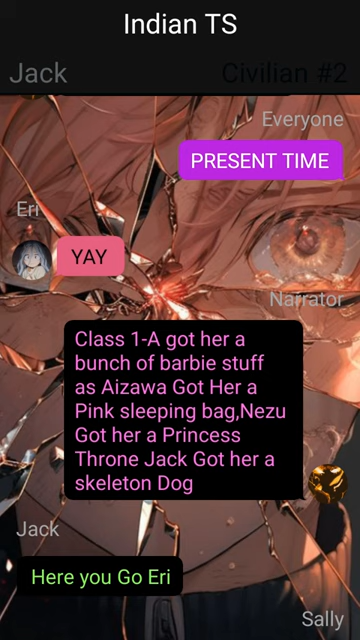 Indian TS
Jack
Civilian #2
Everyone
PRESENT TIME
Eri
YAY
Narrator
Class 1-A got her a
bunch of barbie stuff
as Aizawa Got Her a
Pink sleeping bag,Nezu
Got her a Princess
Throne Jack Got her a
skeleton Dog
Jack
Here you Go Eri
Sally